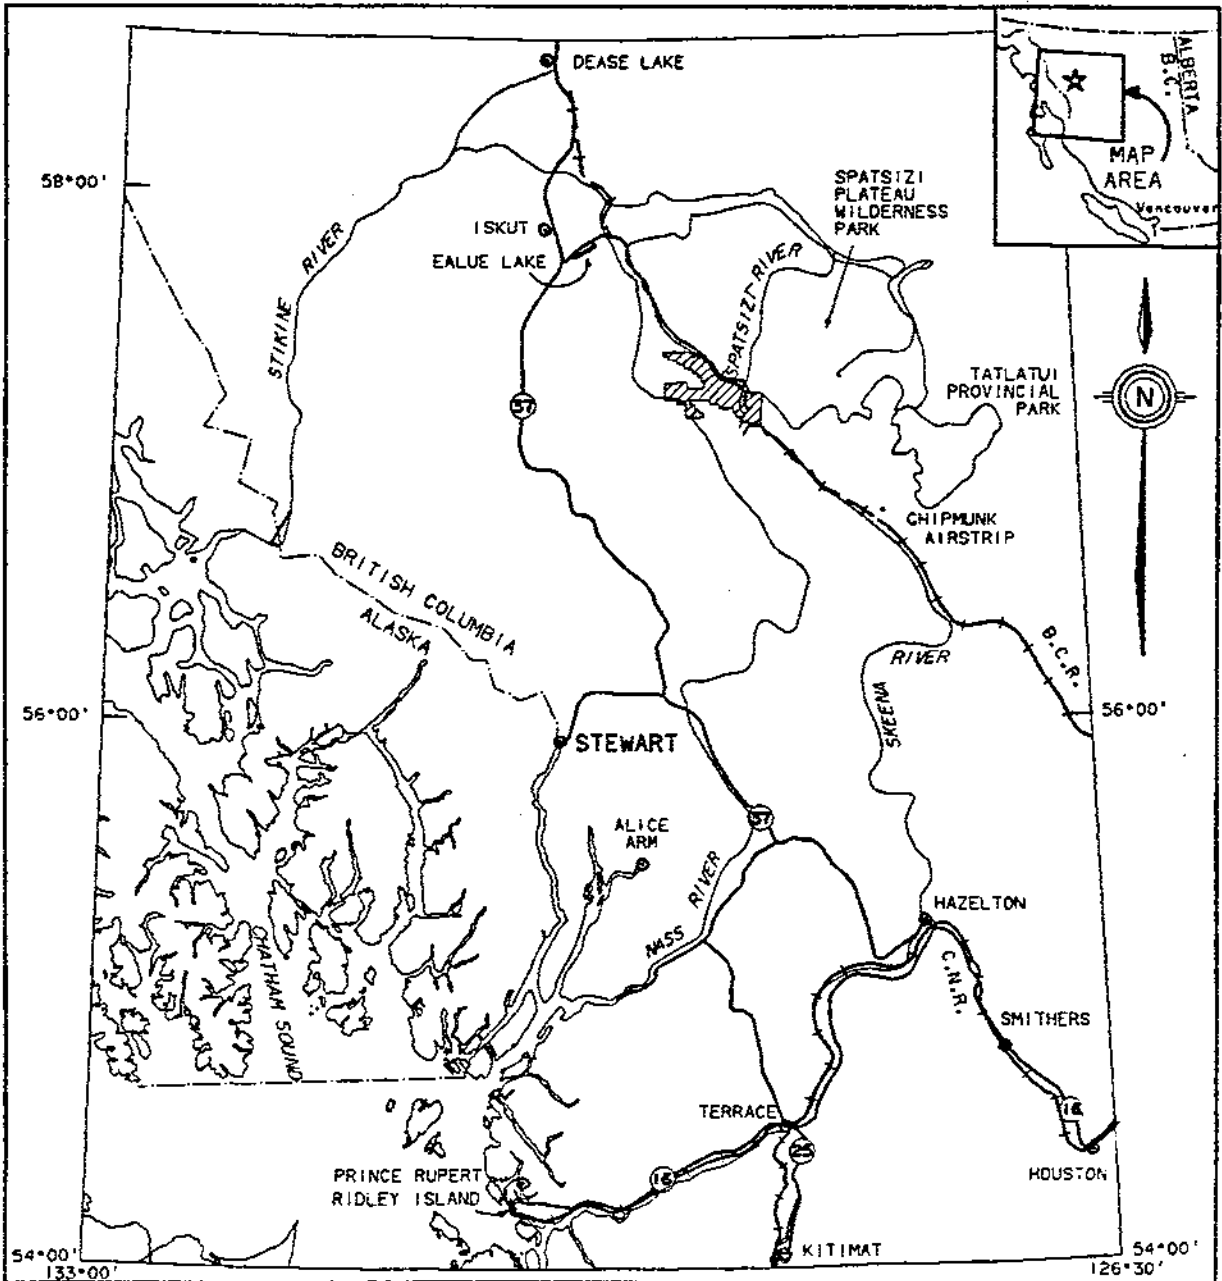 DEASE LAKE
ALBERTA
B.C.
MAP
AREA
Vancouver
58°00'
SPATSIZI
PLATEAU
WILDERNESS
PARK
ISKUT
EALUE LAKE
STIKINE RIVER
SPATSIZI RIVER
TATLATUI
PROVINCIAL
PARK
N
37
CHIPMUNK
AIRSTRIP
BRITISH COLUMBIA
ALASKA
RIVER
SKEENA
B.C.R.
56°00'
56°00'
STEWART
ALICE
ARM
37
NASS RIVER
HAZELTON
C.N.R.
CHATHAM SOUND
SMITHERS
16
TERRACE
25
HOUSTON
PRINCE RUPERT
RIDLEY ISLAND
16
KITIMAT
54°00'
133°00'
54°00'
126°30'